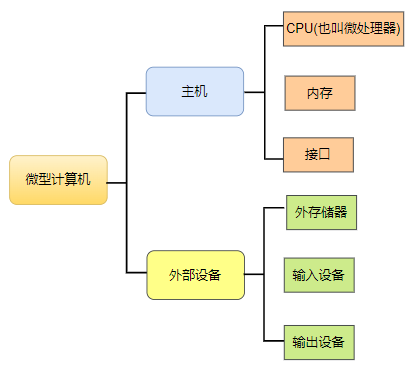 微型计算机
主机
CPU(也叫微处理器)
内存
接口
外部设备
外存储器
输入设备
输出设备